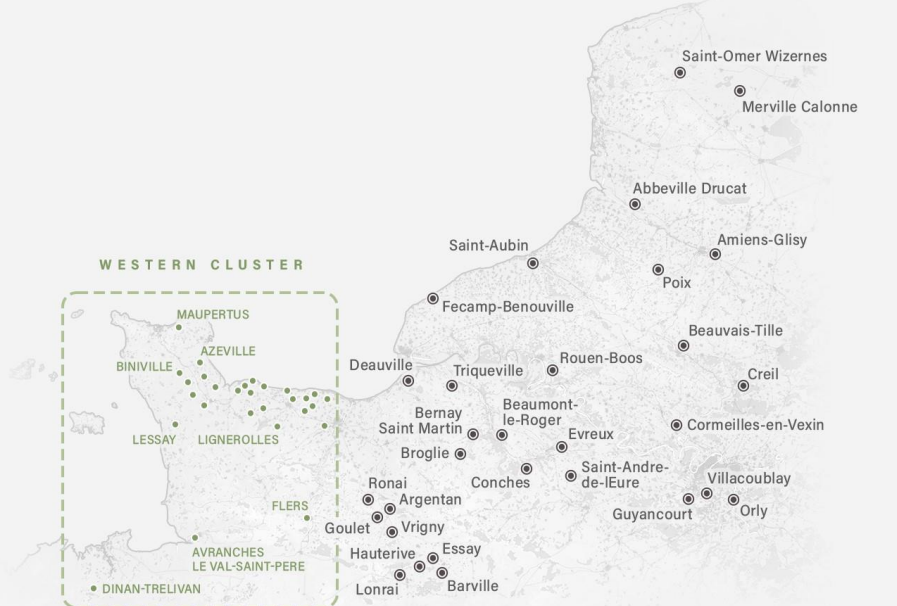 Saint-Omer Wizernes
Merville Calonne
Abbeville Drucat
Amiens-Glisy
Saint-Aubin
Poix
WESTERN CLUSTER
Fecamp-Benouville
MAUPERTUS
Beauvais-Tille
AZEVILLE
Rouen-Boos
BINIVILLE
Deauville
Triqueville
Creil
Beaumont-
le-Roger
Bernay
Saint Martin
Cormeilles-en-Vexin
LESSAY
LIGNEROLLES
Evreux
Broglie
Saint-Andre-
de-lEure
Conches
Villacoublay
Ronai
Argentan
FLERS
Guyancourt
Orly
Goulet
Vrigny
AVRANCHES
LE VAL-SAINT-PERE
Hauterive
Essay
DINAN-TRELIVAN
Lonrai
Barville